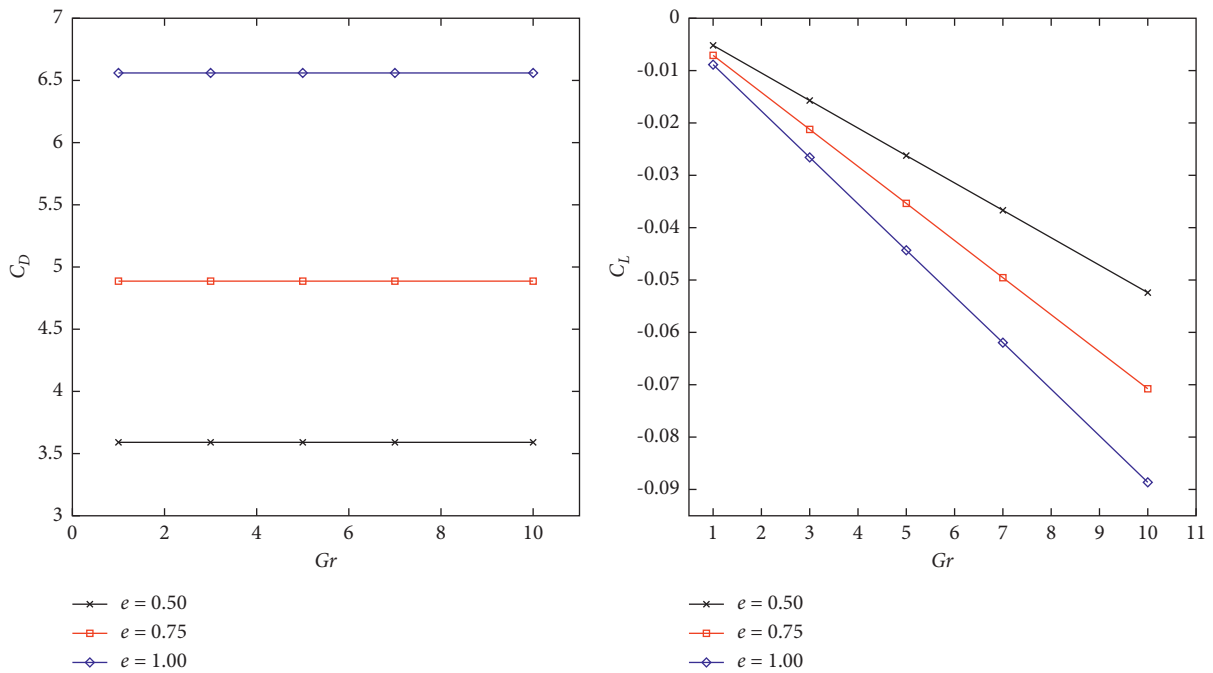 7
6.5
6
5.5
5
4.5
4
3.5
3
C_D
0 2 4 6 8 10
Gr
e = 0.50
e = 0.75
e = 1.00
0
-0.01
-0.02
-0.03
-0.04
-0.05
-0.06
-0.07
-0.08
-0.09
C_L
1 2 3 4 5 6 7 8 9 10 11
Gr
e = 0.50
e = 0.75
e = 1.00